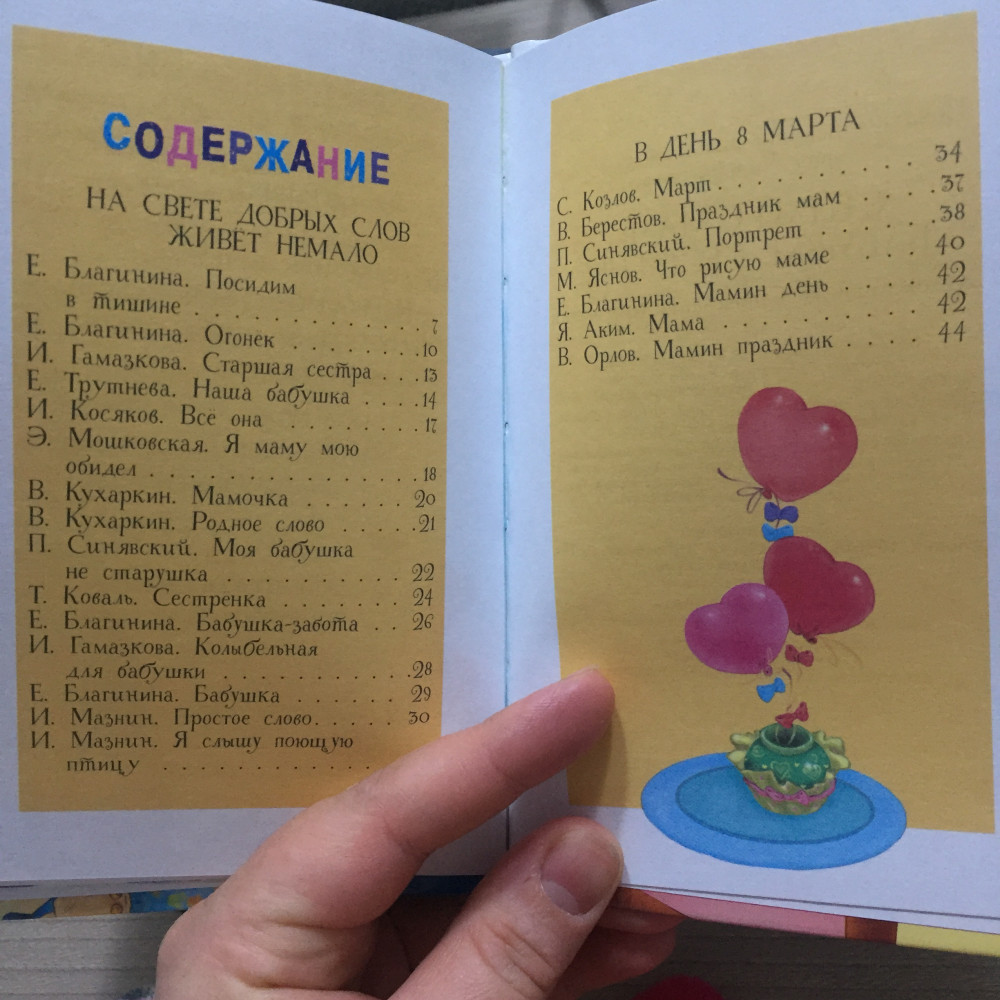 СОДЕРЖАНИЕ
НА СВЕТЕ ДОБРЫХ СЛОВ
ЖИВЁТ НЕМАЛО
Е. Благинина. Посидим
в тишине . . . . . . . . . . . . 7
Е. Благинина. Огонёк . . . . . . 10
И. Гамазкова. Старшая сестра . . . 13
Е. Трутнева. Наша бабушка . . . . 14
И. Косяков. Всё она . . . . . . . 17
Э. Мошковская. Я маму мою
обидел . . . . . . . . . . . . . 18
В. Кухаркин. Мамочка . . . . . . 20
В. Кухаркин. Родное слово . . . . . 21
П. Синявский. Моя бабушка
не старушка . . . . . . . . . . 22
Т. Коваль. Сестрёнка . . . . . . . 24
Е. Благинина. Бабушка-забота . . 26
И. Гамазкова. Колыбельная
для бабушки . . . . . . . . . . . 28
Е. Благинина. Бабушка . . . . . . 29
И. Мазнин. Простое слово. . . . . 30
И. Мазнин. Я слышу поющую
птицу . . . . . . . . . . . .
В ДЕНЬ 8 МАРТА
С. Козлов. Март . . . . . . . . . . 34
В. Берестов. Праздник мам . . . . 37
П. Синявский. Портрет . . . . . . 38
М. Яснов. Что рисую маме . . . 40
Е. Благинина. Мамин день . . . . . 42
Я. Аким. Мама . . . . . . . . . . 42
В. Орлов. Мамин праздник . . . . 44